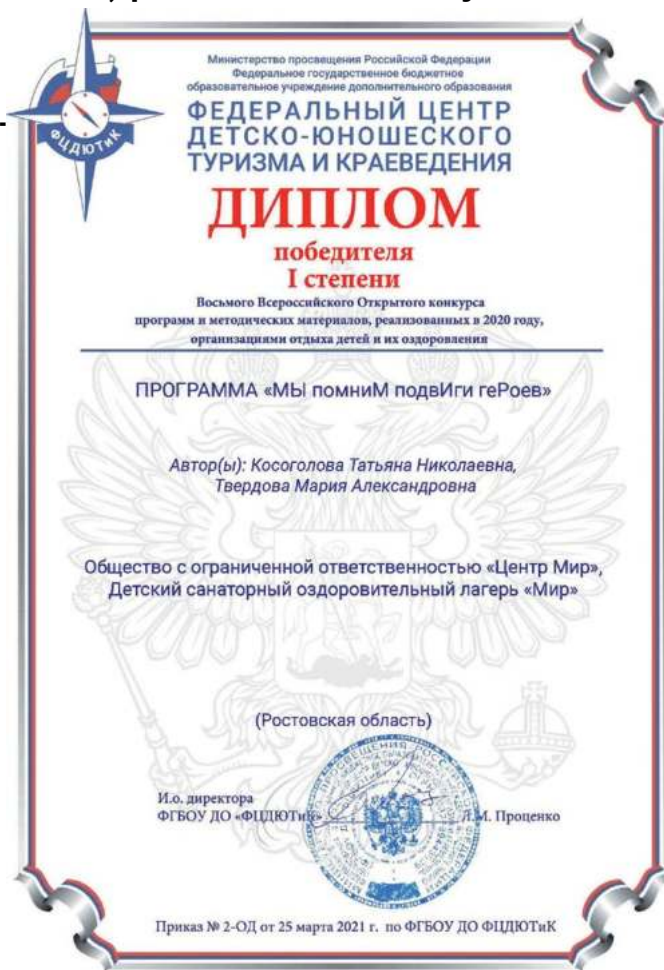 Министерство просвещения Российской Федерации
Федеральное государственное бюджетное
образовательное учреждение дополнительного образования
ФЕДЕРАЛЬНЫЙ ЦЕНТР
ДЕТСКО-ЮНОШЕСКОГО
ТУРИЗМА И КРАЕВЕДЕНИЯ
ФЦДЮТиК
ДИПЛОМ
победителя
I степени
Восьмого Всероссийского Открытого конкурса
программ и методических материалов, реализованных в 2020 году,
организациями отдыха детей и их оздоровления
ПРОГРАММА «МЫ помниМ подвИги геРоев»
Автор(ы): Косоголова Татьяна Николаевна,
Твердова Мария Александровна
Общество с ограниченной ответственностью «Центр Мир»,
Детский санаторный оздоровительный лагерь «Мир»
(Ростовская область)
И.о. директора
ФГБОУ ДО «ФЦДЮТиК» Л.М. Проценко
Приказ № 2-ОД от 25 марта 2021 г. по ФГБОУ ДО ФЦДЮТиК